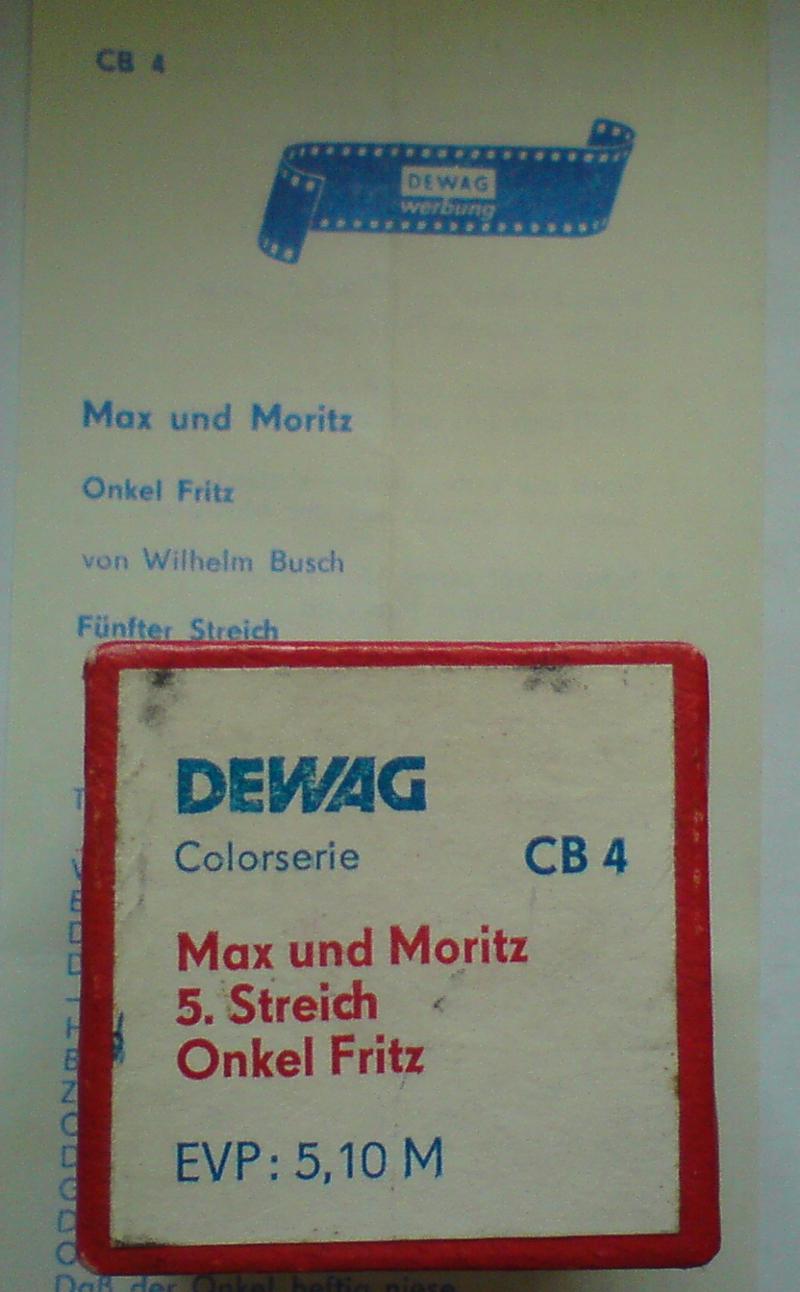 CB 4
DEWAG
werbung
Max und Moritz
Onkel Fritz
von Wilhelm Busch
Fünfter Streich
DEWAG
Colorserie CB 4
Max und Moritz
5. Streich
Onkel Fritz
EVP: 5,10 M
Daß der Onkel heftig niese